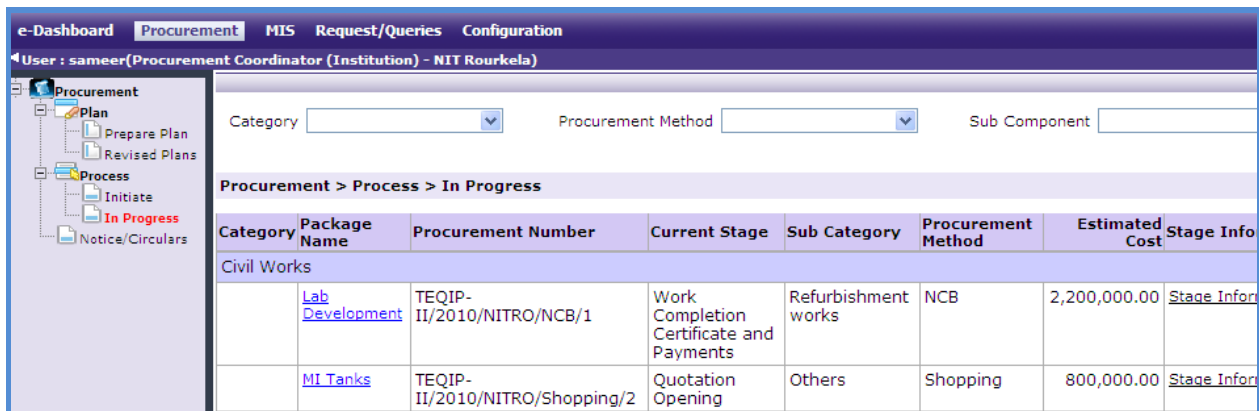 e-Dashboard Procurement MIS Request/Queries Configuration
User : sameer(Procurement Coordinator (Institution) - NIT Rourkela)
Procurement
Plan
Prepare Plan
Revised Plans
Process
Initiate
In Progress
Notice/Circulars
Category Procurement Method Sub Component
Procurement > Process > In Progress
Category Package Name Procurement Number Current Stage Sub Category Procurement Method Estimated Cost Stage Infor
Civil Works
Lab TEQIP- Work Refurbishment NCB 2,200,000.00 Stage Inforr
Development II/2010/NITRO/NCB/1 Completion works
Certificate and
Payments
MI Tanks TEQIP- Quotation Others Shopping 800,000.00 Stage Inforr
II/2010/NITRO/Shopping/2 Opening